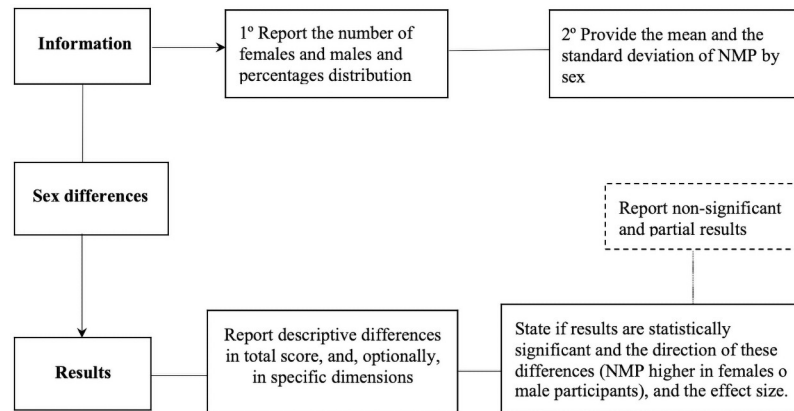 Information
1º Report the number of
females and males and
percentages distribution
2º Provide the mean and the
standard deviation of NMP by
sex
Sex differences
Report non-significant
and partial results
Results
Report descriptive differences
in total score, and, optionally,
in specific dimensions
State if results are statistically
significant and the direction of these
differences (NMP higher in females o
male participants), and the effect size.